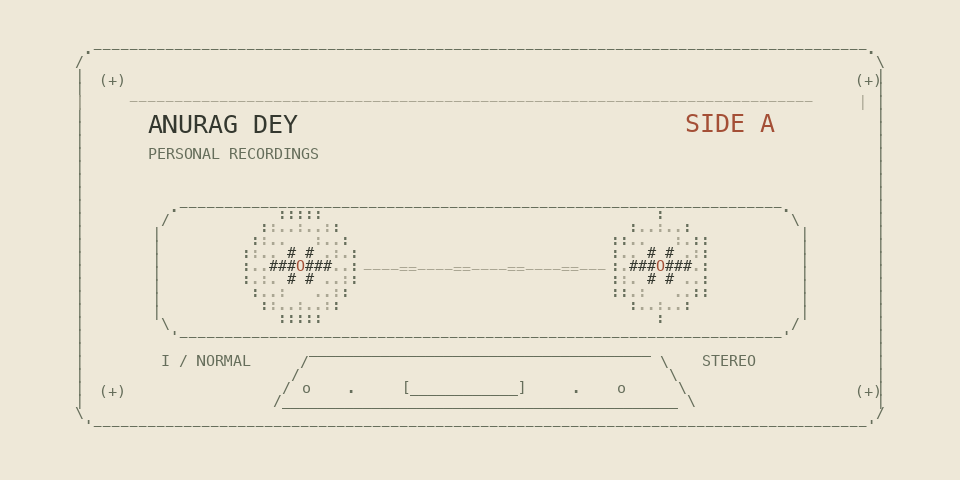 ANURAG DEY
SIDE A
PERSONAL RECORDINGS
I / NORMAL
STEREO